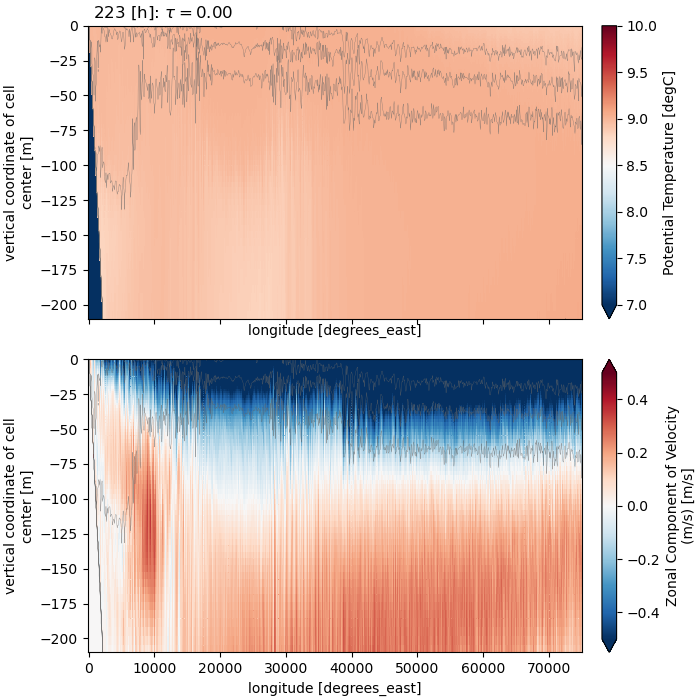 223 [h]: τ = 0.00
0
−25
−50
−75
−100
−125
−150
−175
−200
vertical coordinate of cell
center [m]
longitude [degrees_east]
10.0
9.5
9.0
8.5
8.0
7.5
7.0
Potential Temperature [degC]
0
−25
−50
−75
−100
−125
−150
−175
−200
vertical coordinate of cell
center [m]
0 10000 20000 30000 40000 50000 60000 70000
longitude [degrees_east]
0.4
0.2
0.0
−0.2
−0.4
Zonal Component of Velocity
(m/s) [m/s]